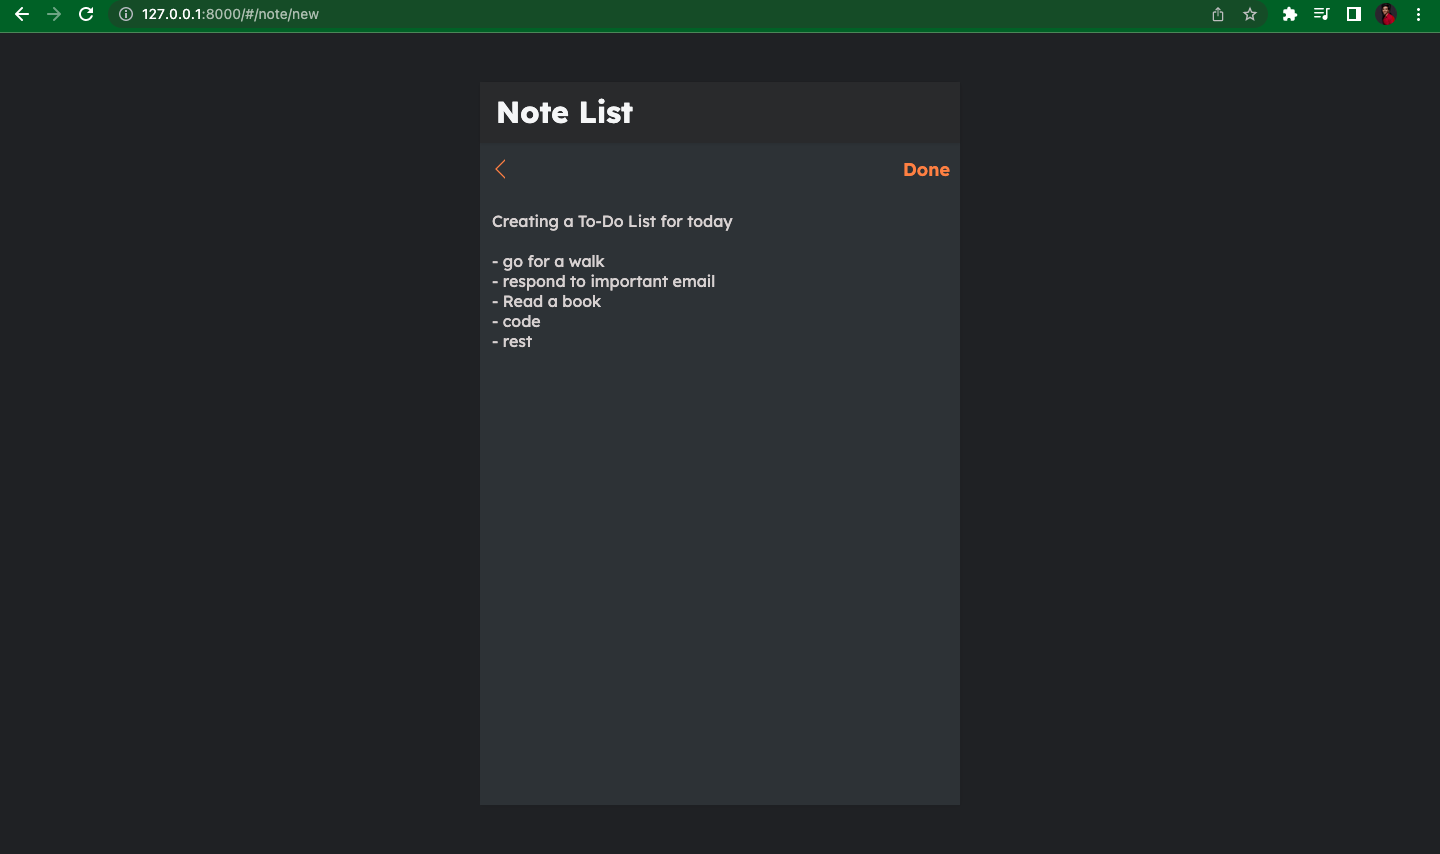 127.0.0.1:8000/#/note/new
Note List
Done
Creating a To-Do List for today
- go for a walk
- respond to important email
- Read a book
- code
- rest